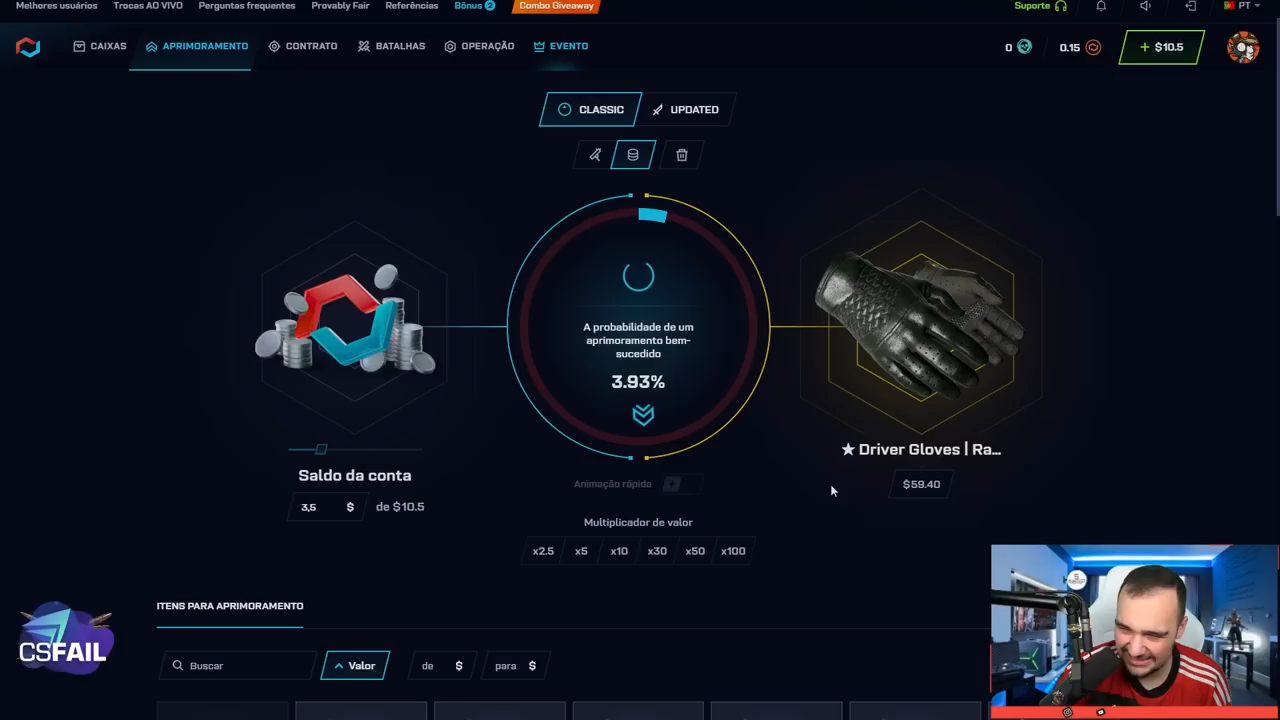 Melhores usuários Trocas AO VIVO Perguntas frequentes Provably Fair Referências Bônus 2 Combo Giveaway Suporte PT
CAIXAS APRIMORAMENTO CONTRATO BATALHAS OPERAÇÃO EVENTO 0 0.15 + $10.5
CLASSIC UPDATED
A probabilidade de um
aprimoramento bem-
sucedido
3.93%
★ Driver Gloves | Ra...
Saldo da conta
$59.40
Animação rápida
3,5 $ de $10.5
Multiplicador de valor
x2.5 x5 x10 x30 x50 x100
ITENS PARA APRIMORAMENTO
CSFAIL
Buscar Valor de $ para $